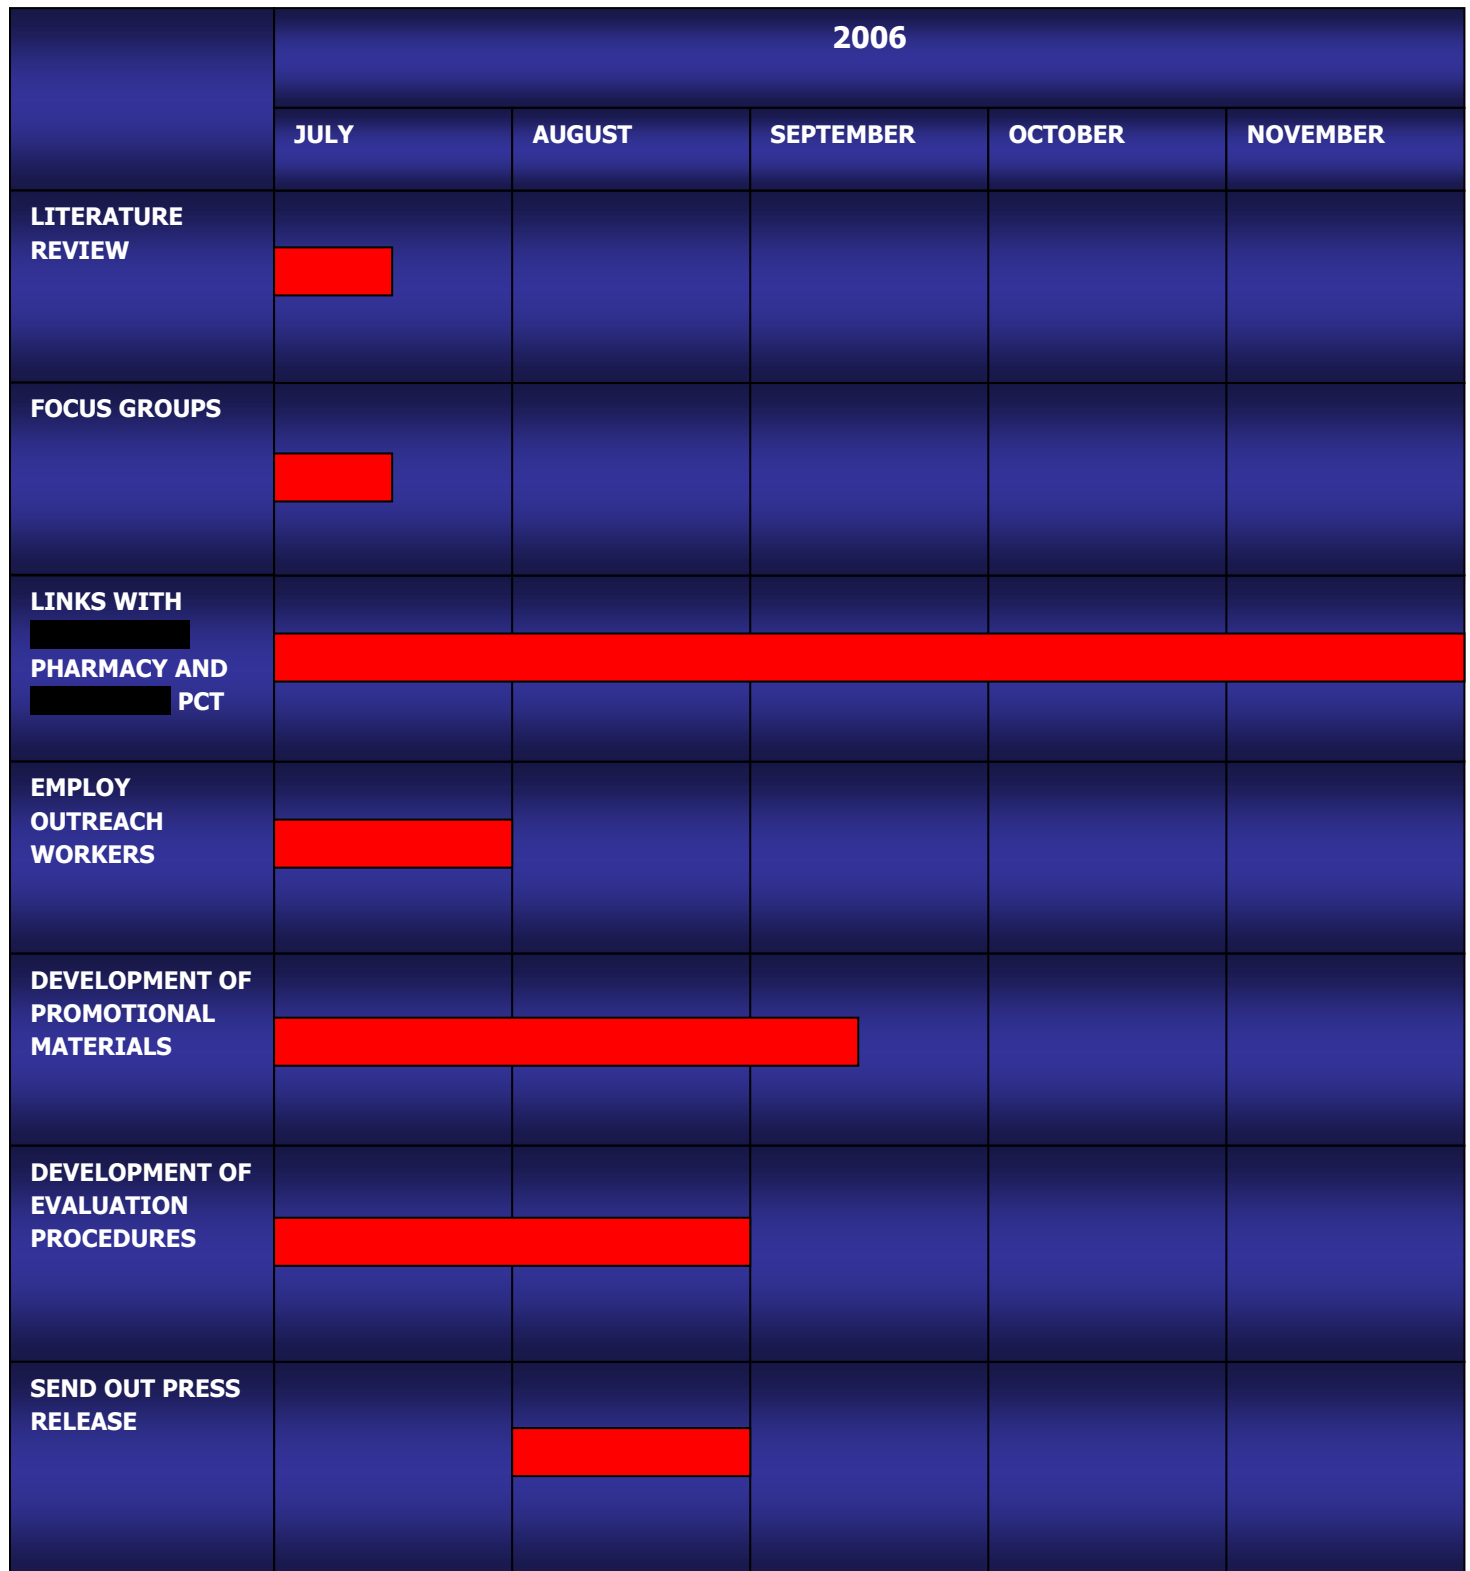 2006
JULY AUGUST SEPTEMBER OCTOBER NOVEMBER
LITERATURE
REVIEW
FOCUS GROUPS
LINKS WITH
PHARMACY AND
PCT
EMPLOY
OUTREACH
WORKERS
DEVELOPMENT OF
PROMOTIONAL
MATERIALS
DEVELOPMENT OF
EVALUATION
PROCEDURES
SEND OUT PRESS
RELEASE